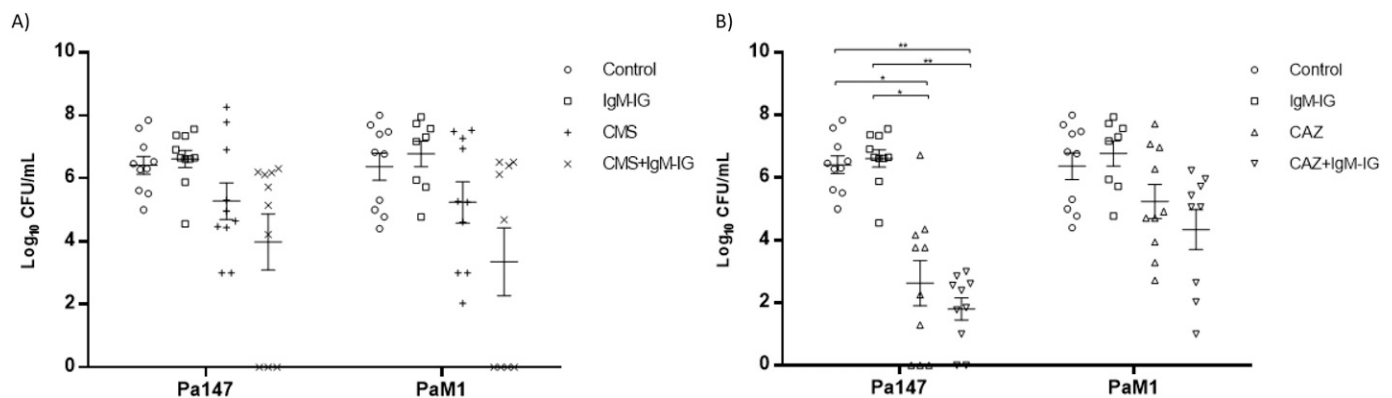 A)
10
8
6
4
2
0
Log10 CFU/mL
Pa147
PaM1
Control
IgM-IG
CMS
CMS+IgM-IG
B)
10
8
6
4
2
0
Log10 CFU/mL
**
**
*
*
Pa147
PaM1
Control
IgM-IG
CAZ
CAZ+IgM-IG